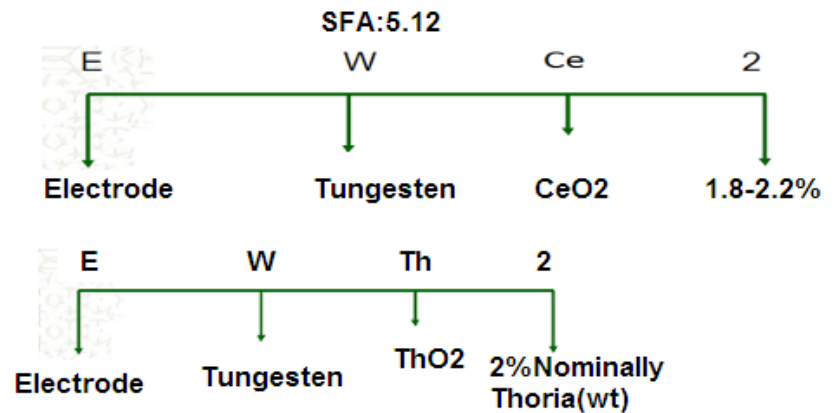 SFA:5.12
E W Ce 2
Electrode Tungesten CeO2 1.8-2.2%
E W Th 2
Electrode Tungesten ThO2 2%Nominally
Thoria(wt)